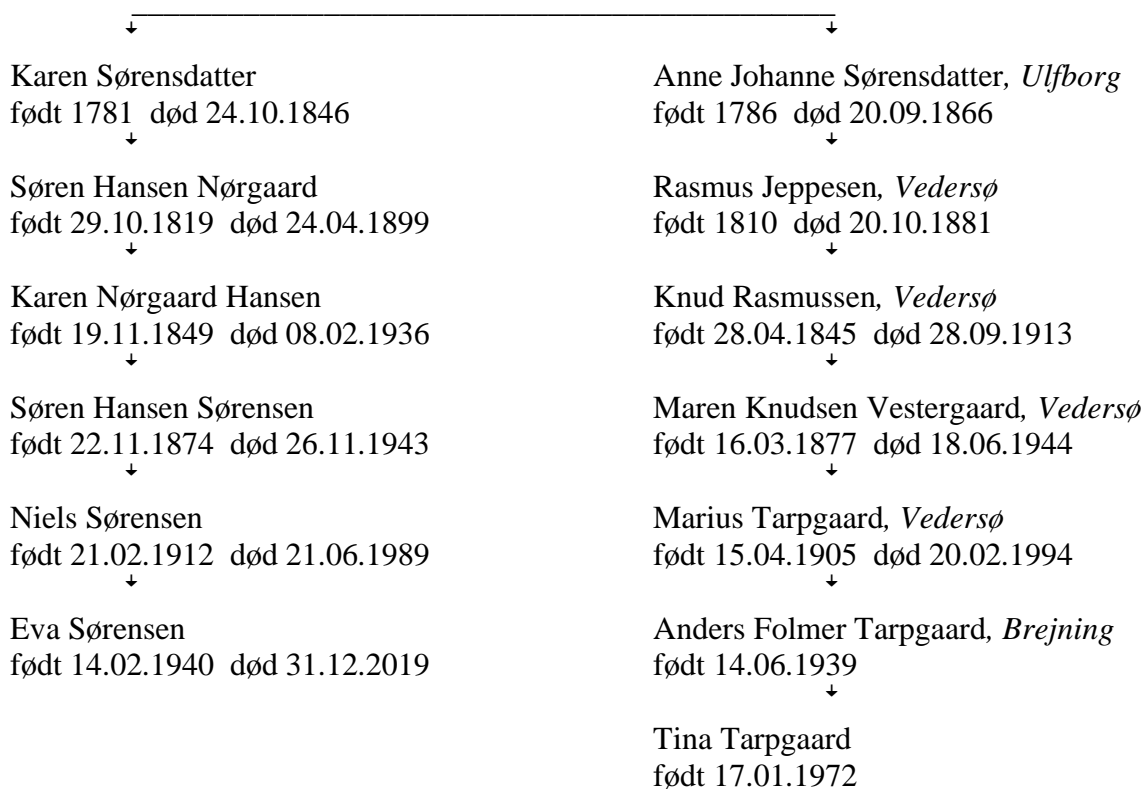 Karen Sørensdatter
født 1781 død 24.10.1846
Søren Hansen Nørgaard
født 29.10.1819 død 24.04.1899
Karen Nørgaard Hansen
født 19.11.1849 død 08.02.1936
Søren Hansen Sørensen
født 22.11.1874 død 26.11.1943
Niels Sørensen
født 21.02.1912 død 21.06.1989
Eva Sørensen
født 14.02.1940 død 31.12.2019
Anne Johanne Sørensdatter, Ulfborg
født 1786 død 20.09.1866
Rasmus Jeppesen, Vedersø
født 1810 død 20.10.1881
Knud Rasmussen, Vedersø
født 28.04.1845 død 28.09.1913
Maren Knudsen Vestergaard, Vedersø
født 16.03.1877 død 18.06.1944
Marius Tarpgaard, Vedersø
født 15.04.1905 død 20.02.1994
Anders Folmer Tarpgaard, Brejning
født 14.06.1939
Tina Tarpgaard
født 17.01.1972